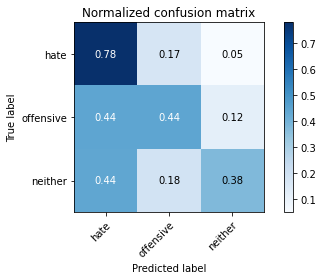 Normalized confusion matrix
hate 0.78 0.17 0.05
offensive 0.44 0.44 0.12
neither 0.44 0.18 0.38
hate offensive neither
True label
Predicted label
0.7
0.6
0.5
0.4
0.3
0.2
0.1